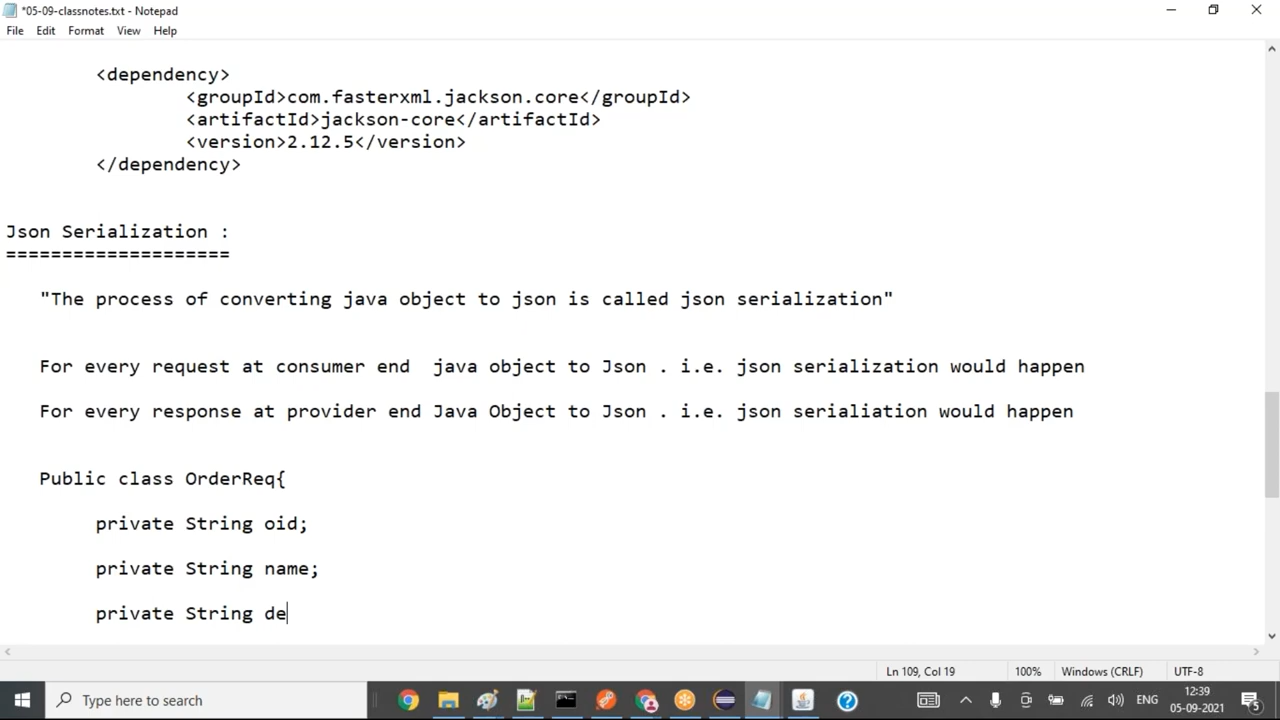 *05-09-classnotes.txt - Notepad
File Edit Format View Help
<dependency>
<groupId>com.fasterxml.jackson.core</groupId>
<artifactId>jackson-core</artifactId>
<version>2.12.5</version>
</dependency>
Json Serialization :
====================
"The process of converting java object to json is called json serialization"
For every request at consumer end  java object to Json . i.e. json serialization would happen
For every response at provider end Java Object to Json . i.e. json serialiation would happen
Public class OrderReq{
private String oid;
private String name;
private String de
Ln 109, Col 19 100% Windows (CRLF) UTF-8
Type here to search
ENG
12:39
05-09-2021
5